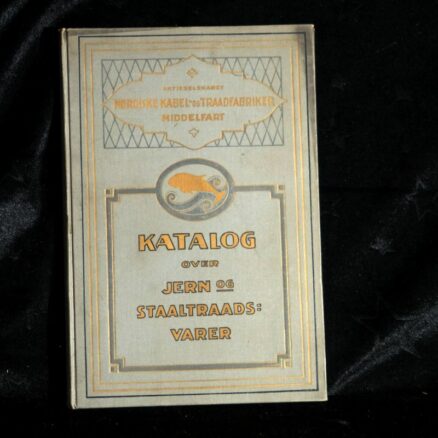 AKTIESELSKABET
NORDISKE KABEL-OG TRAADFABRIKER
MIDDELFART
KATALOG
OVER
JERN OG
STAALTRAADS:
VARER